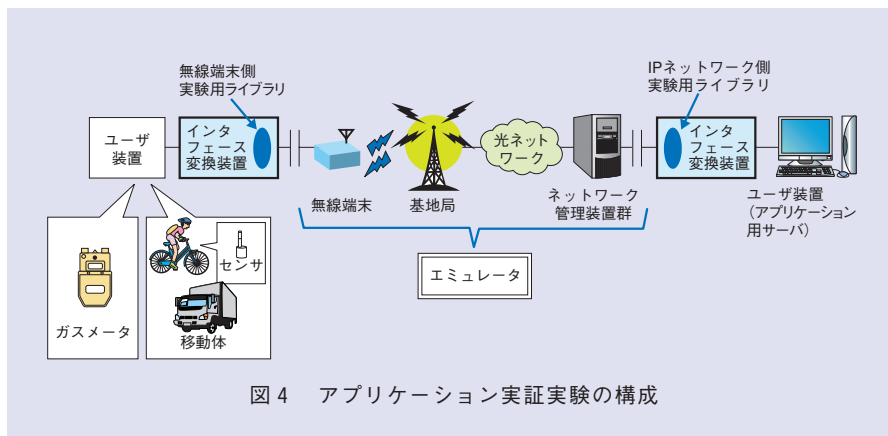 無線端末側
実験用ライブラリ
IPネットワーク側
実験用ライブラリ
ユーザ
装置
インタ
フェース
変換装置
光ネット
ワーク
インタ
フェース
変換装置
無線端末
基地局
ネットワーク
管理装置群
ユーザ装置
(アプリケーション
用サーバ)
センサ
エミュレータ
ガスメータ
移動体
図4 アプリケーション実証実験の構成